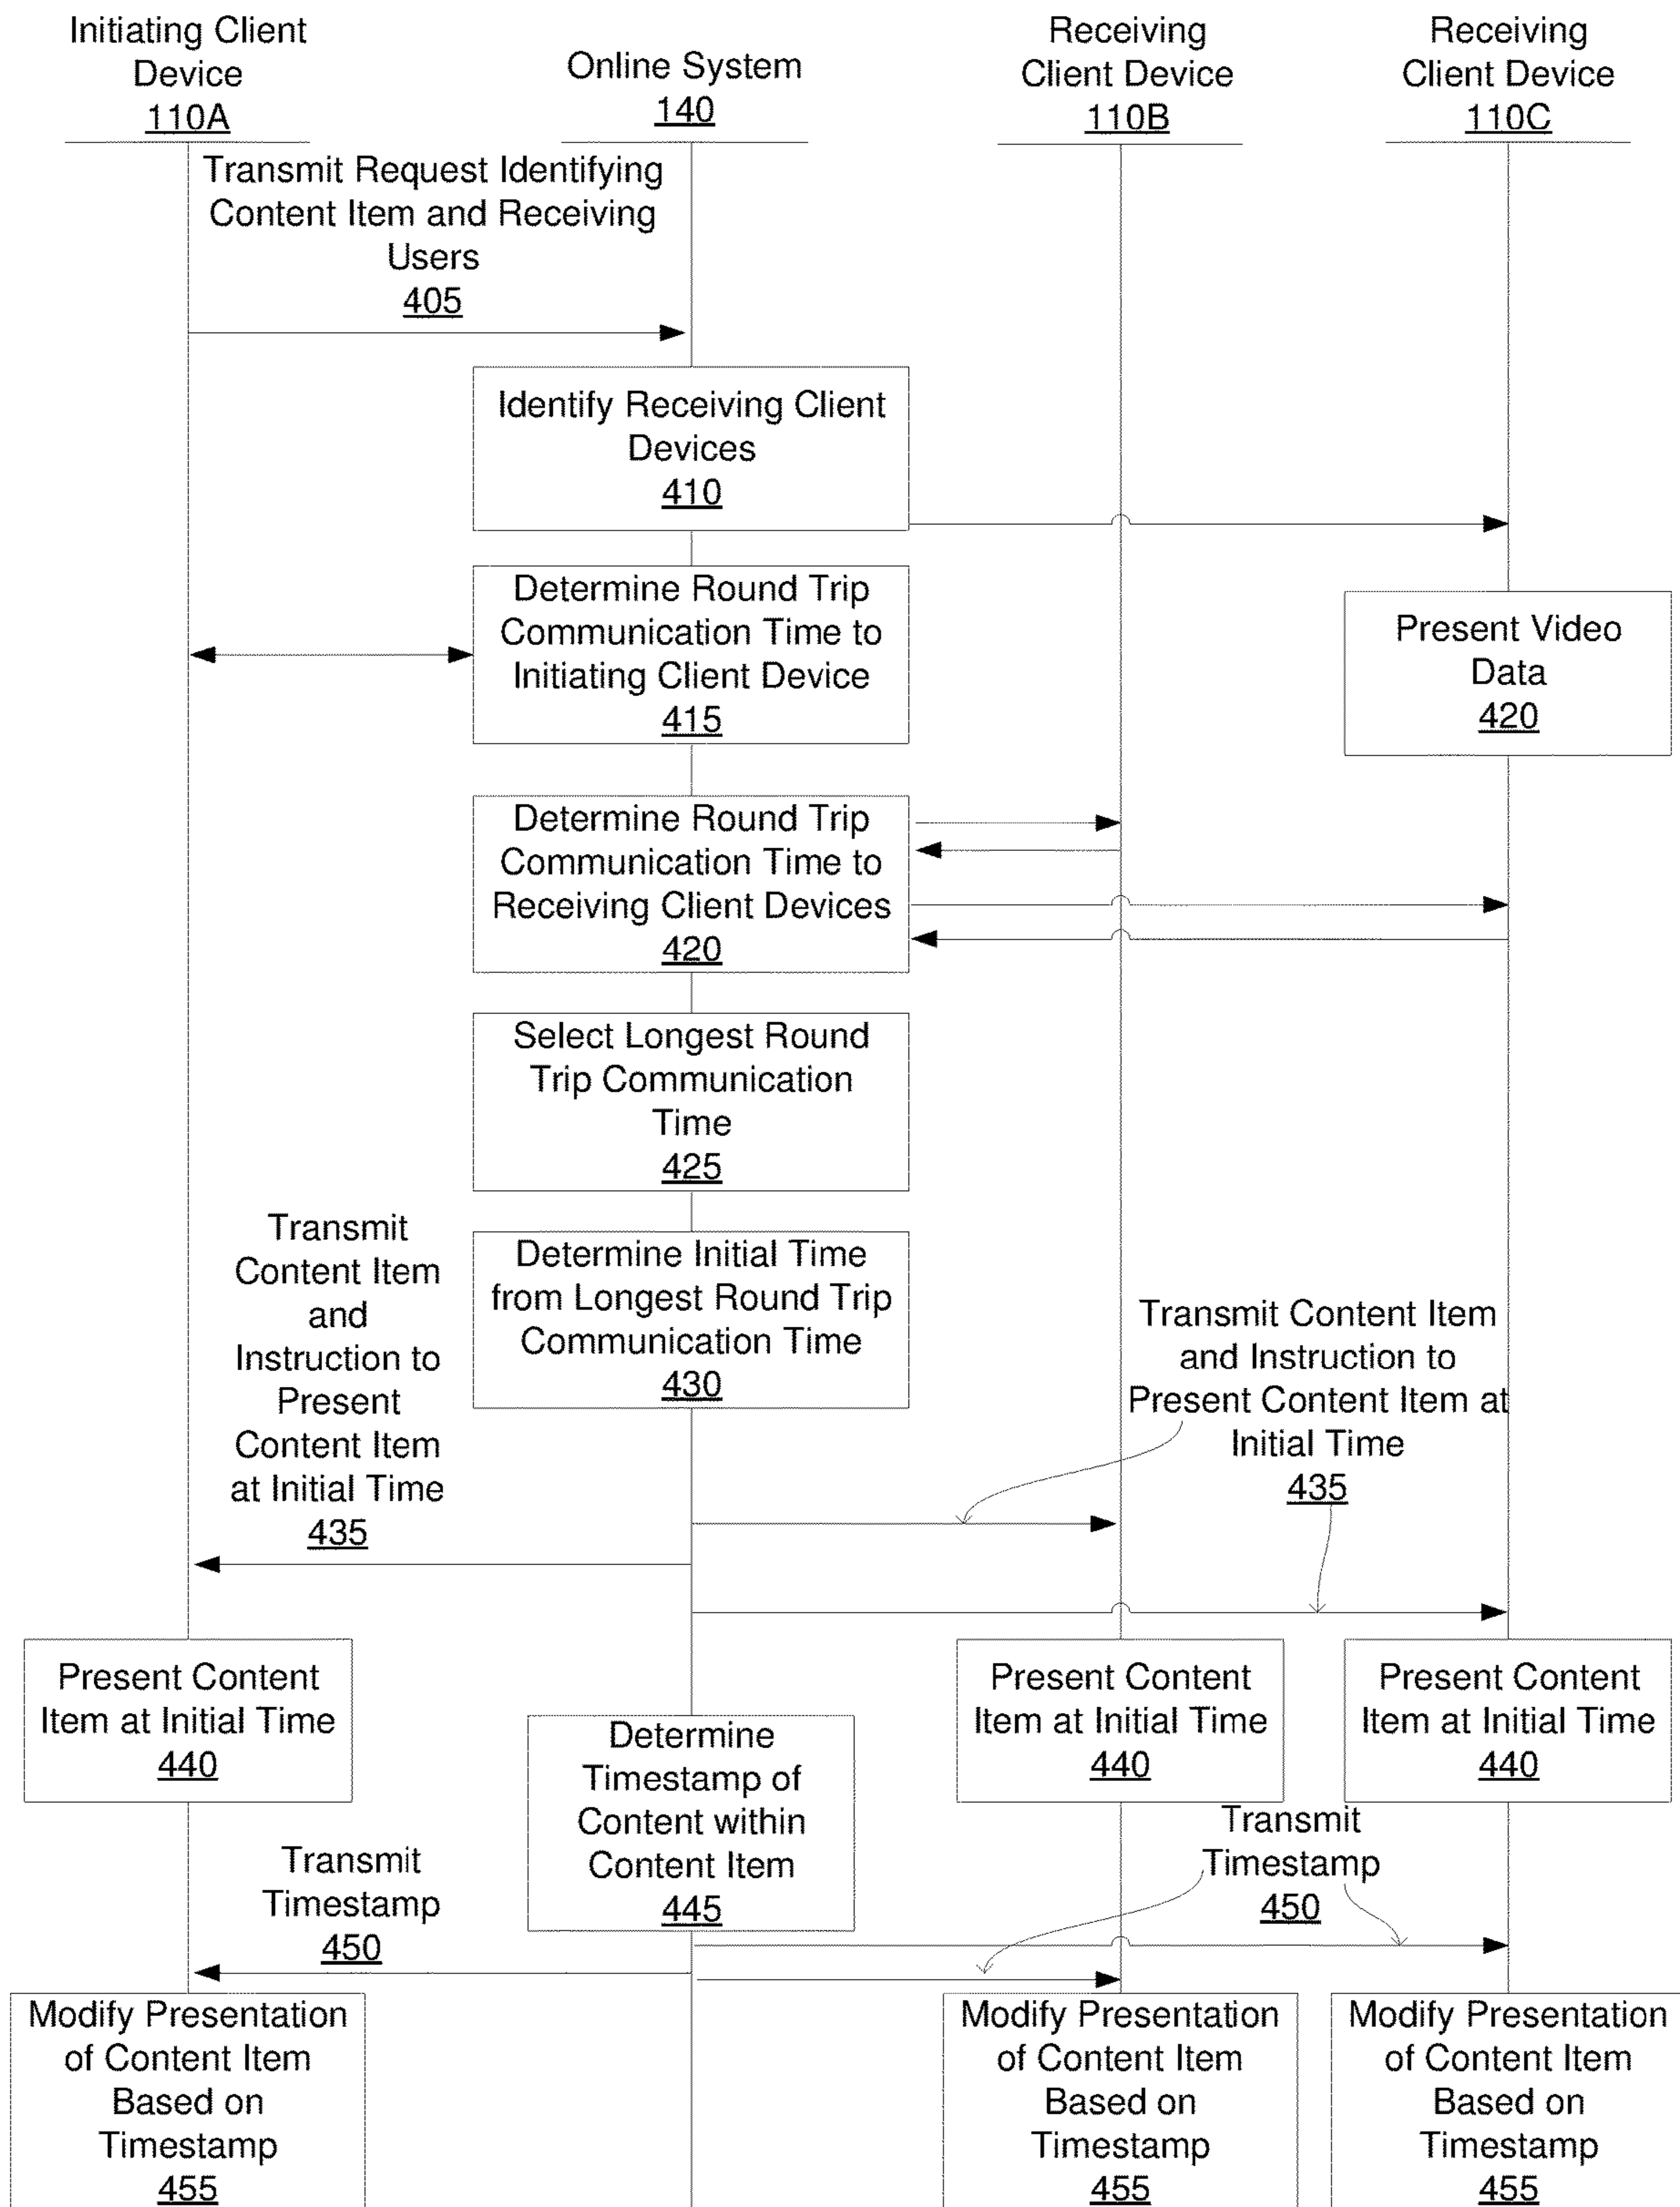 Initiating Client
Device
110A
Online System
140
Receiving
Client Device
110B
Receiving
Client Device
110C
Transmit Request Identifying
Content Item and Receiving
Users
405
Identify Receiving Client
Devices
410
Determine Round Trip
Communication Time to
Initiating Client Device
415
Present Video
Data
420
Determine Round Trip
Communication Time to
Receiving Client Devices
420
Select Longest Round
Trip Communication
Time
425
Transmit
Content Item
and
Instruction to
Present
Content Item
at Initial Time
435
Determine Initial Time
from Longest Round Trip
Communication Time
430
Transmit Content Item
and Instruction to
Present Content Item at
Initial Time
435
Present Content
Item at Initial Time
440
Determine
Timestamp of
Content within
Content Item
445
Present Content
Item at Initial Time
440
Present Content
Item at Initial Time
440
Transmit
Timestamp
450
Transmit
Timestamp
450
Modify Presentation
of Content Item
Based on
Timestamp
455
Modify Presentation
of Content Item
Based on
Timestamp
455
Modify Presentation
of Content Item
Based on
Timestamp
455